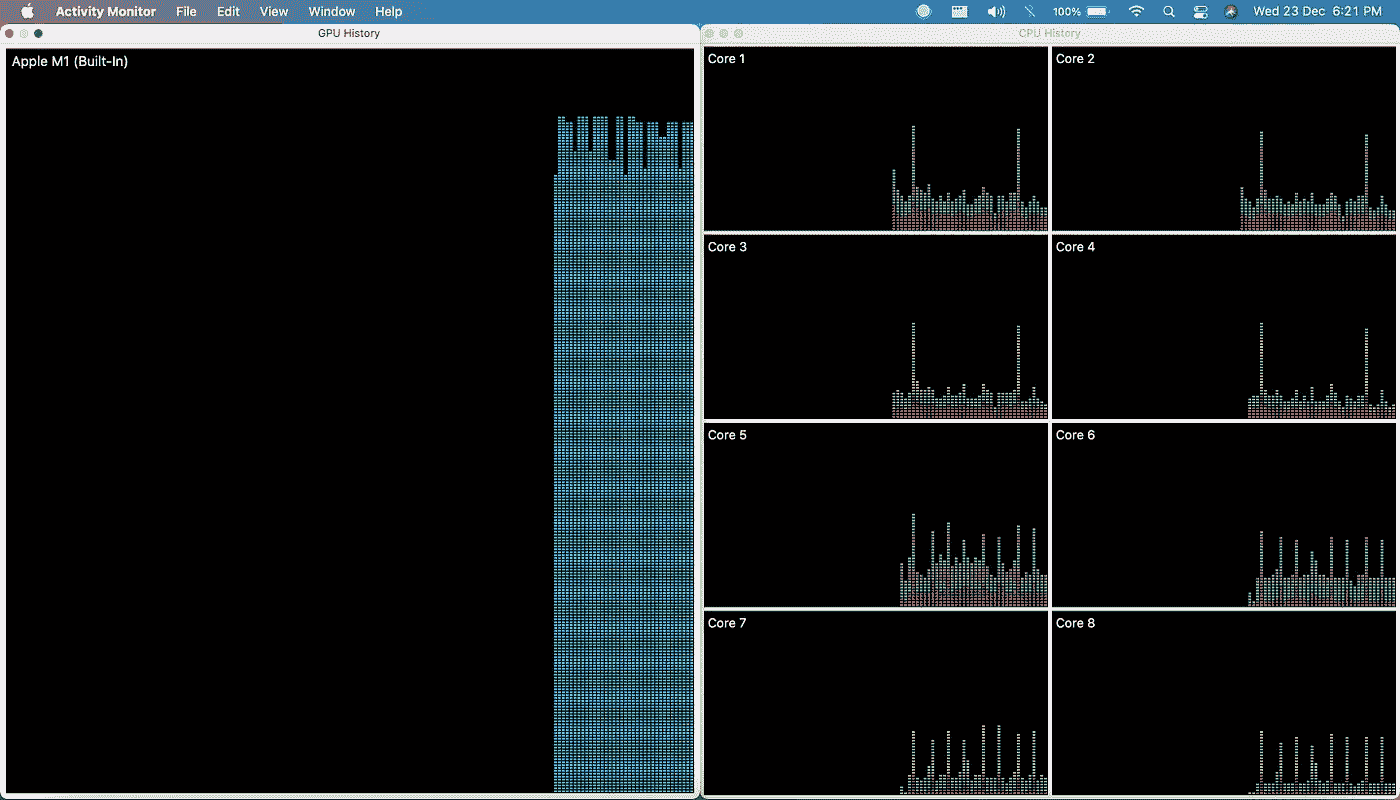 Activity Monitor File Edit View Window Help 100% Wed 23 Dec 6:21 PM
GPU History
Apple M1 (Built-In)
CPU History
Core 1
Core 2
Core 3
Core 4
Core 5
Core 6
Core 7
Core 8